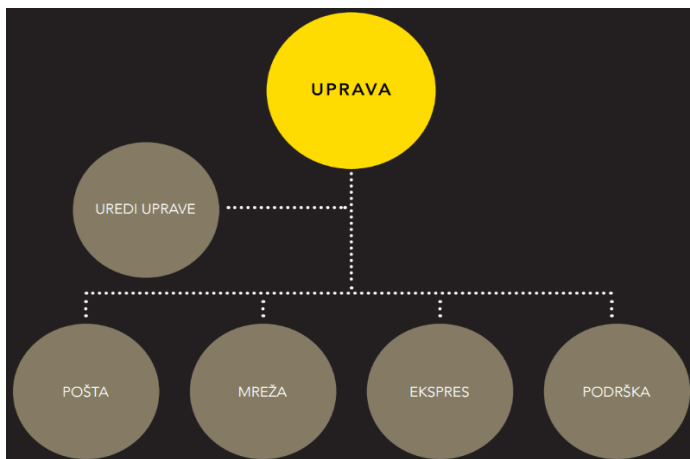 UPRAVA
UREDI UPRAVE
POŠTA
MREŽA
EKSPRES
PODRŠKA